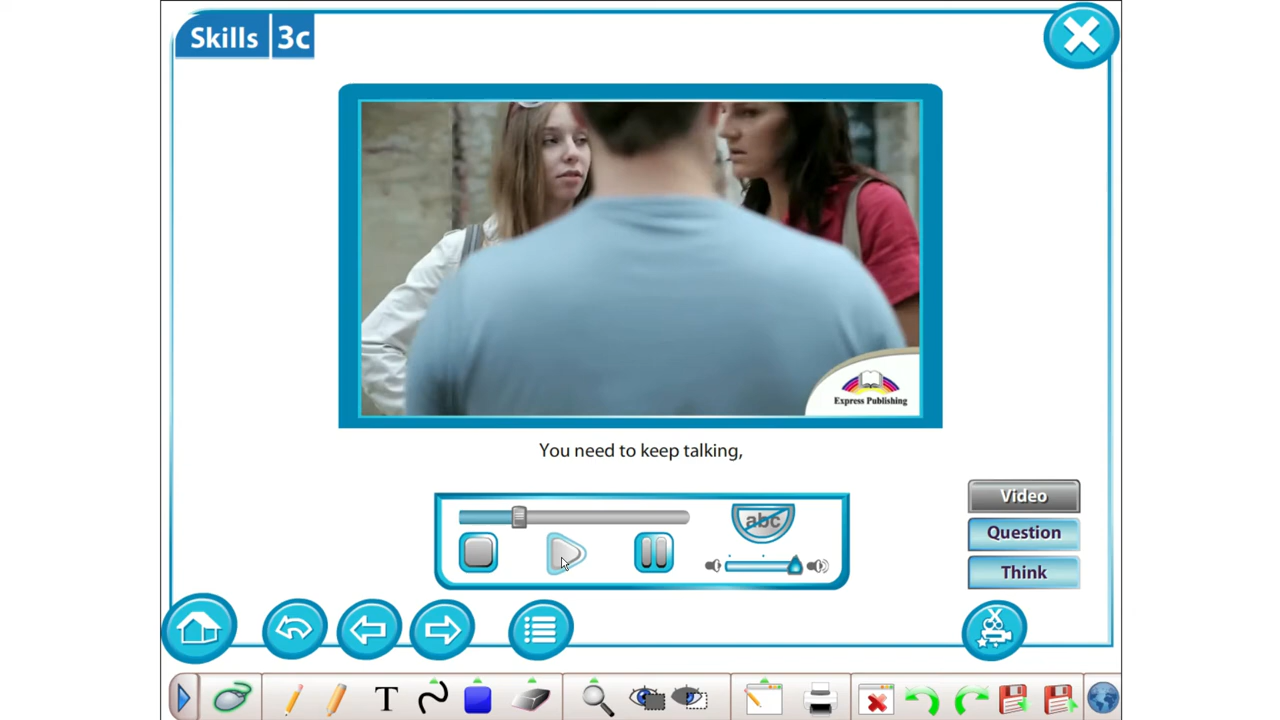 Skills 3c
Express Publishing
You need to keep talking,
abc
Video
Question
Think
T